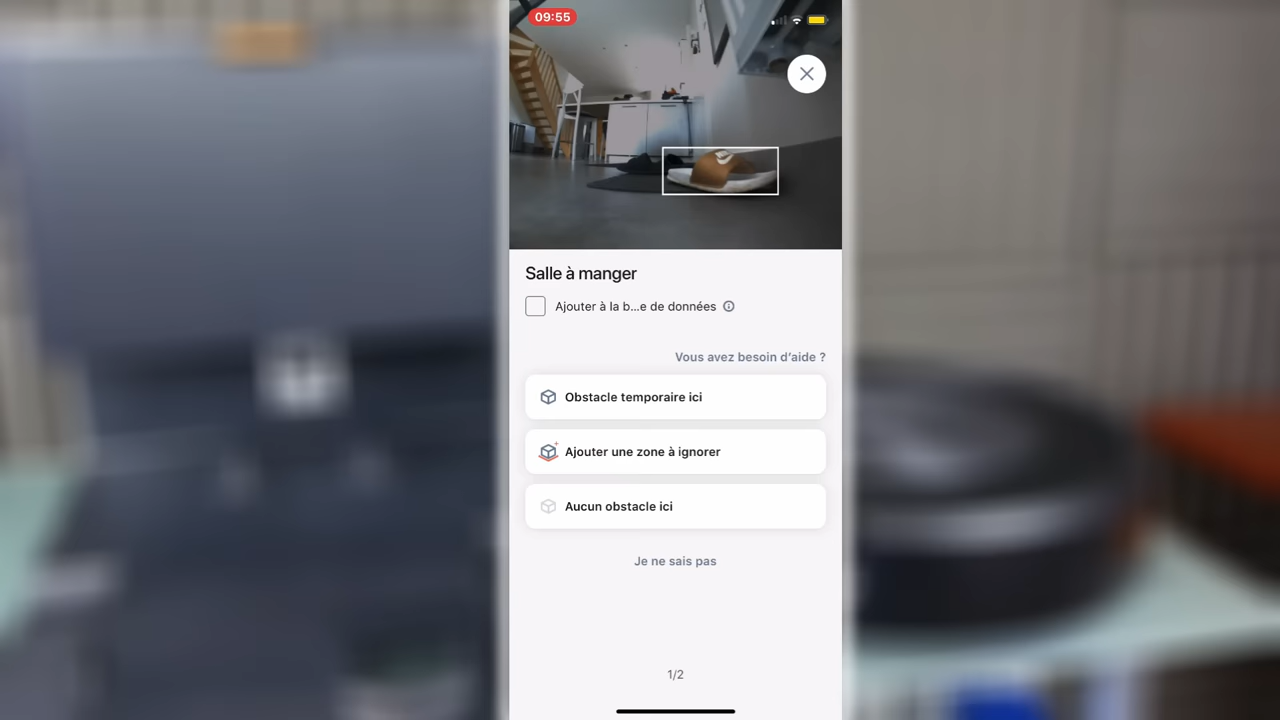 09:55
Salle à manger
Ajouter à la b...e de données
Vous avez besoin d'aide ?
Obstacle temporaire ici
Ajouter une zone à ignorer
Aucun obstacle ici
Je ne sais pas
1/2